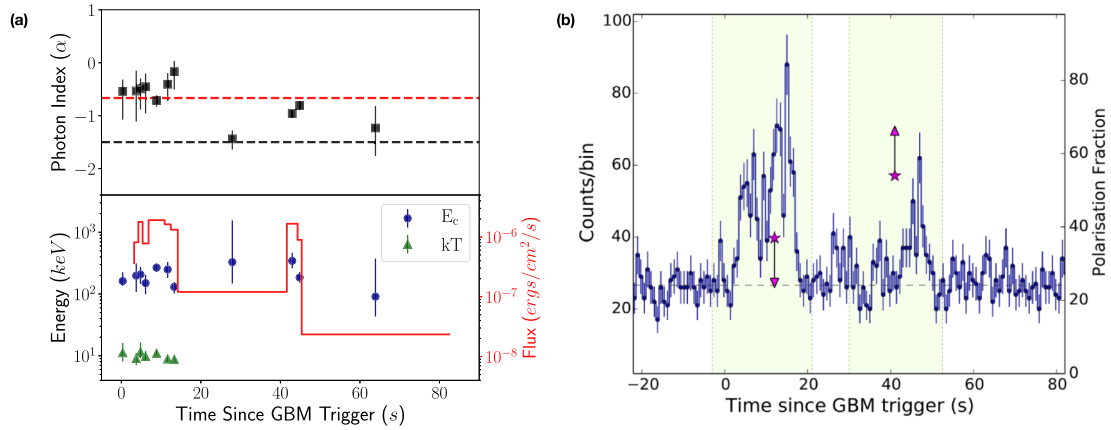 (a)
1
0
−1
−2
Photon Index (α)
10³
10²
10¹
Energy (keV)
E_c
kT
10⁻⁶
10⁻⁷
10⁻⁸
Flux (ergs/cm²/s)
0 20 40 60 80
Time Since GBM Trigger (s)
(b)
100
80
60
40
20
Counts/bin
80
60
40
20
0
Polarisation Fraction
−20 0 20 40 60 80
Time since GBM trigger (s)